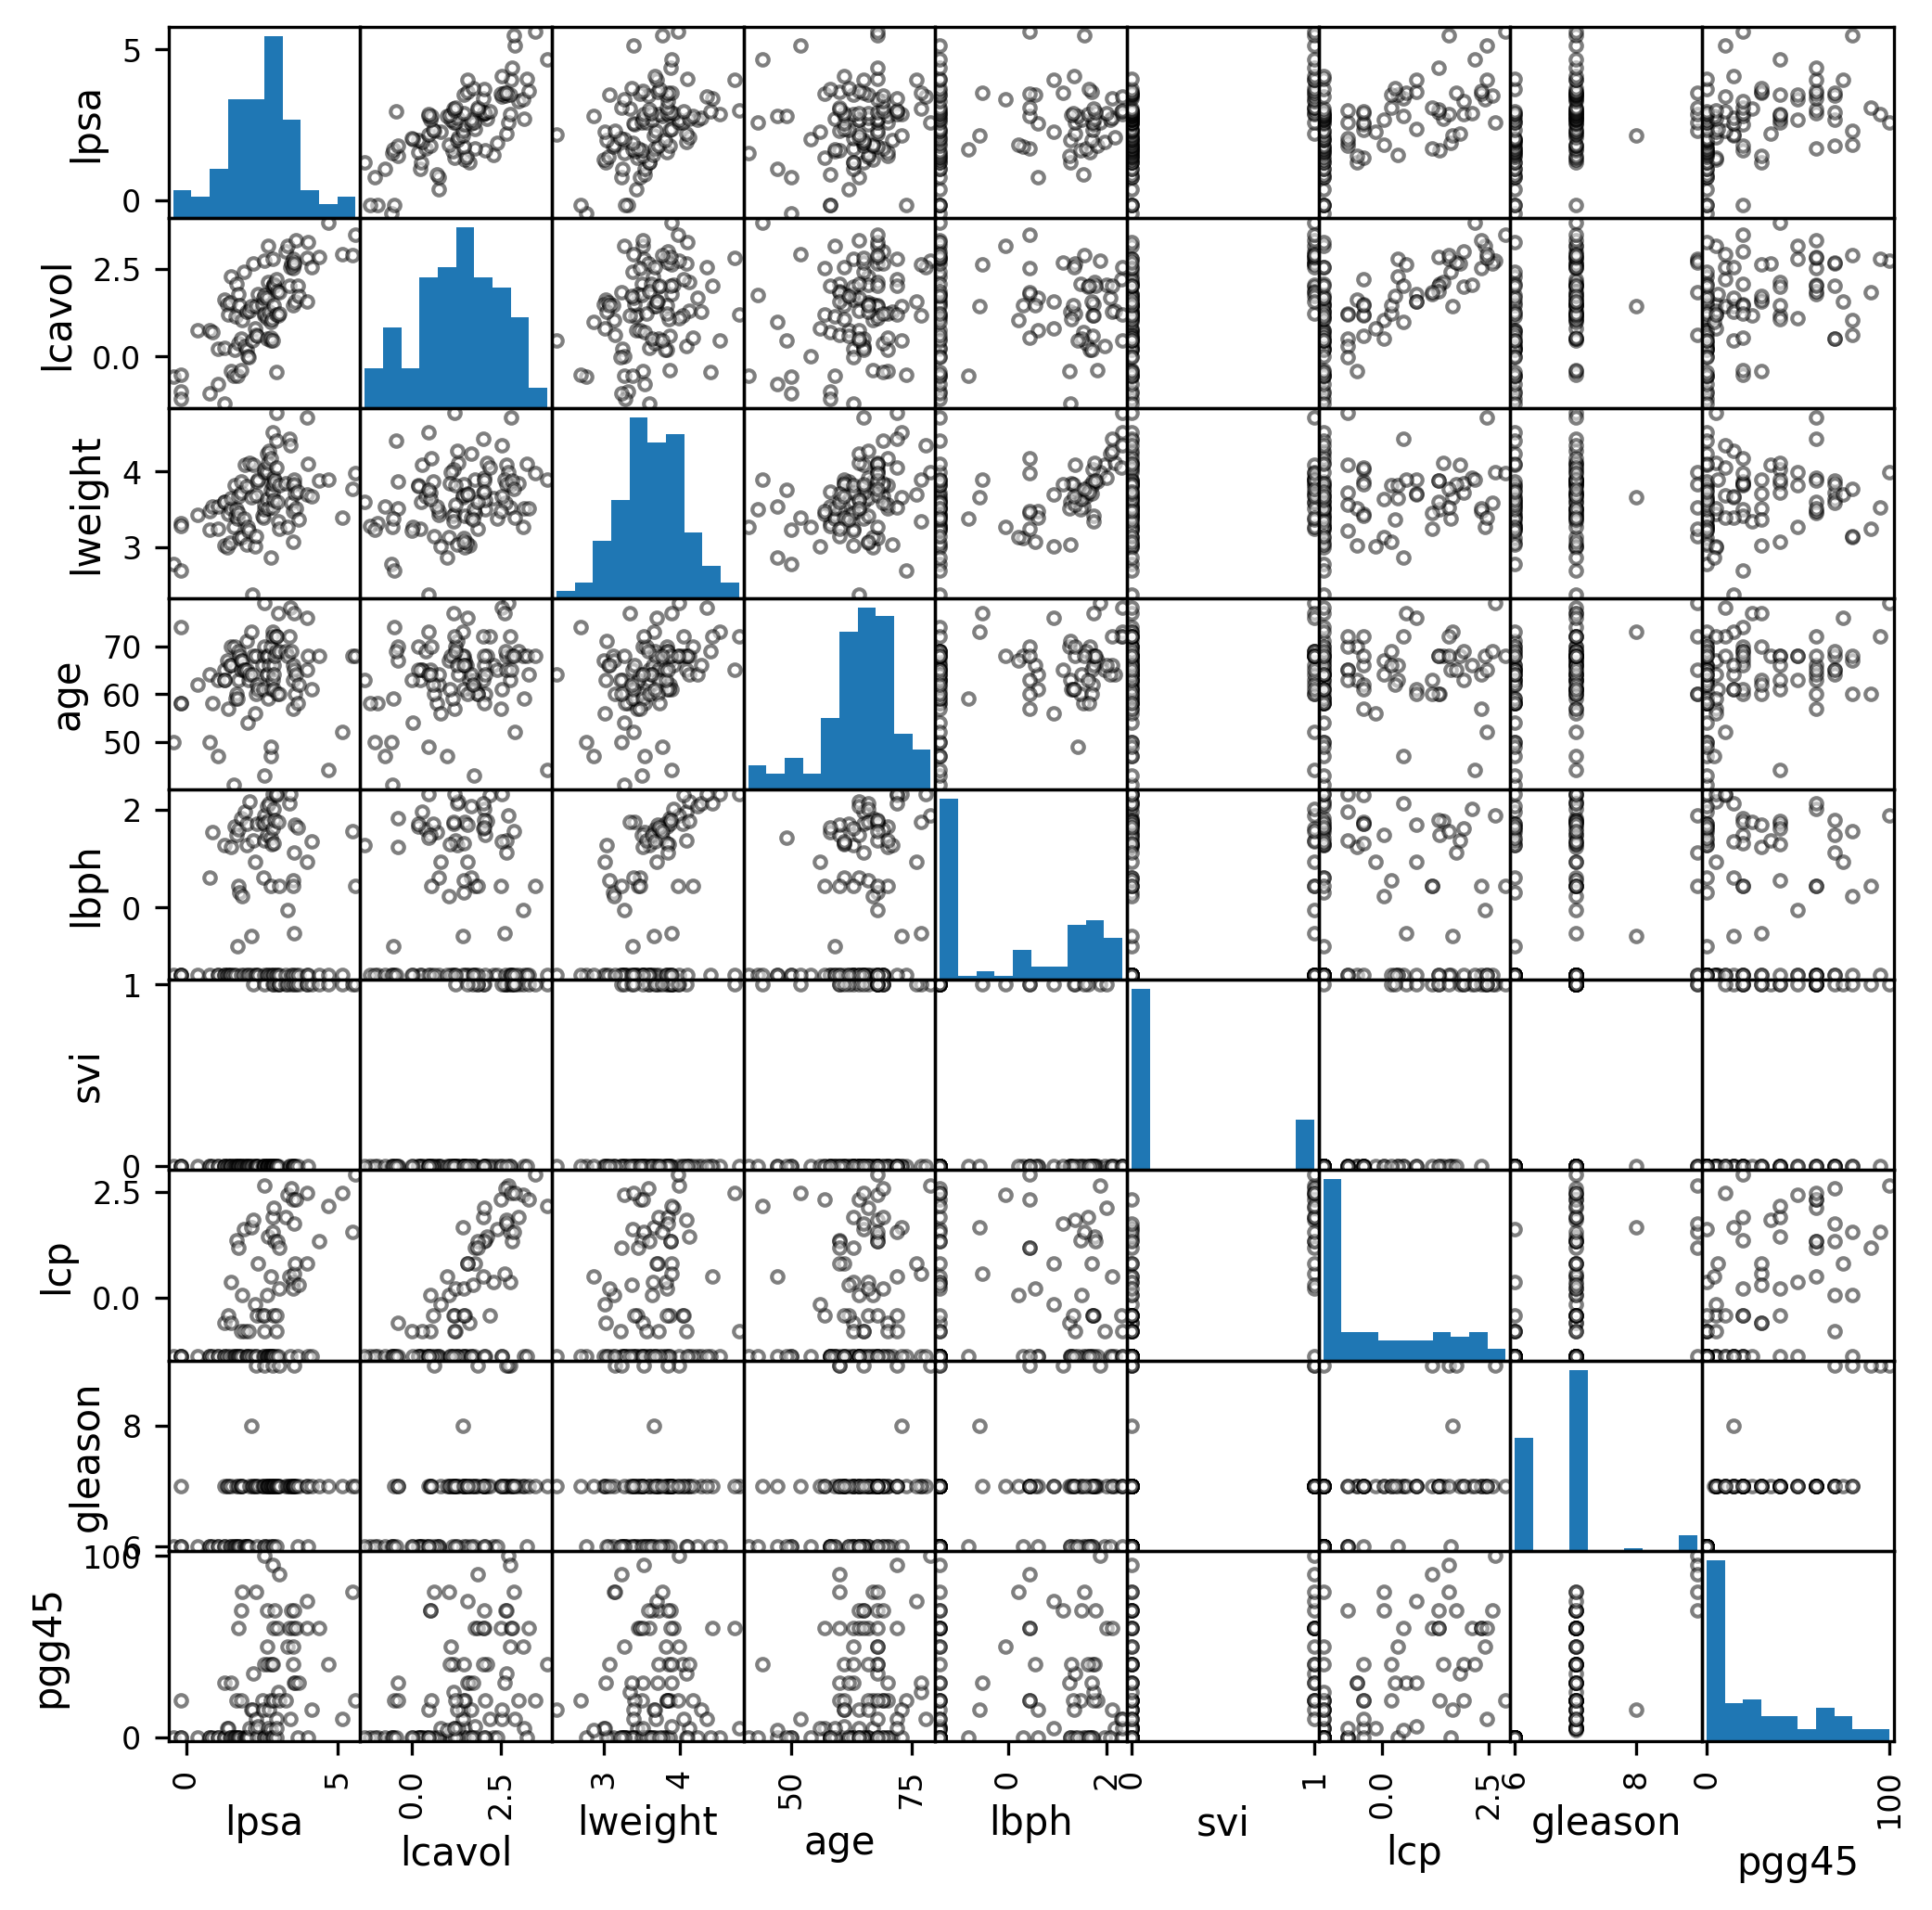 lpsa
5
0
lcavol
2.5
0.0
lweight
4
3
age
70
60
50
lbph
2
0
svi
1
0
lcp
2.5
0.0
gleason
8
6
pgg45
100
0
0 5 0.0 2.5 3 4 50 75 0 2 0 1 0.0 2.5 6 8 0 100
lpsa lcavol lweight age lbph svi lcp gleason pgg45